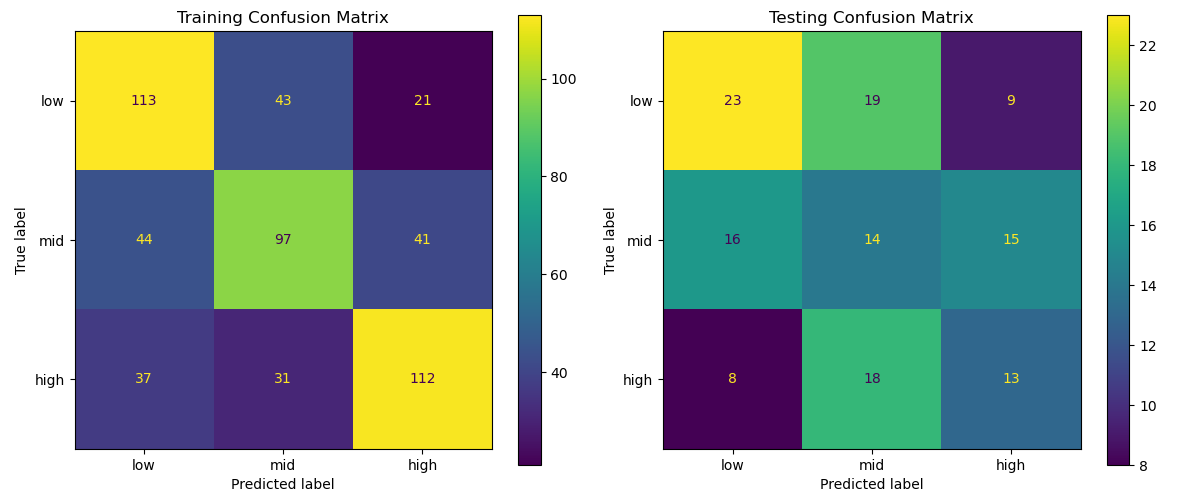 Training Confusion Matrix
low 113 43 21
mid 44 97 41
high 37 31 112
low mid high
Predicted label
True label
100
80
60
40
Testing Confusion Matrix
low 23 19 9
mid 16 14 15
high 8 18 13
low mid high
Predicted label
True label
22
20
18
16
14
12
10
8